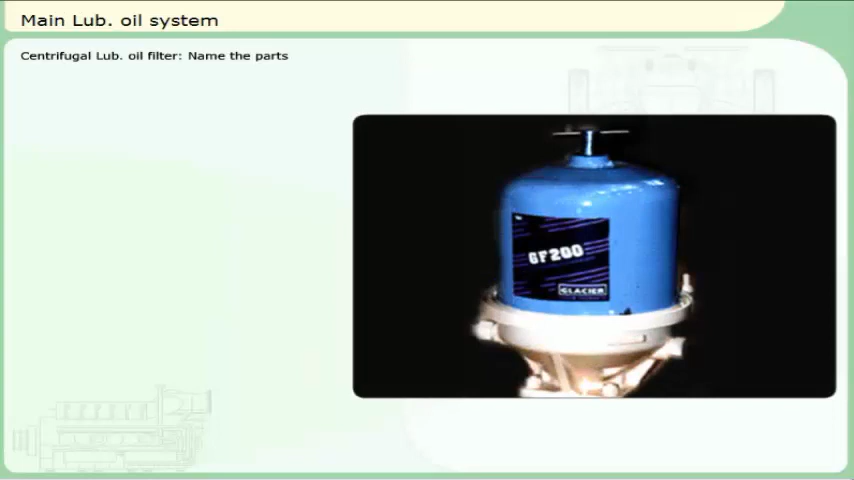 Main Lub. oil system
Centrifugal Lub. oil filter: Name the parts
GF200
GLACIER